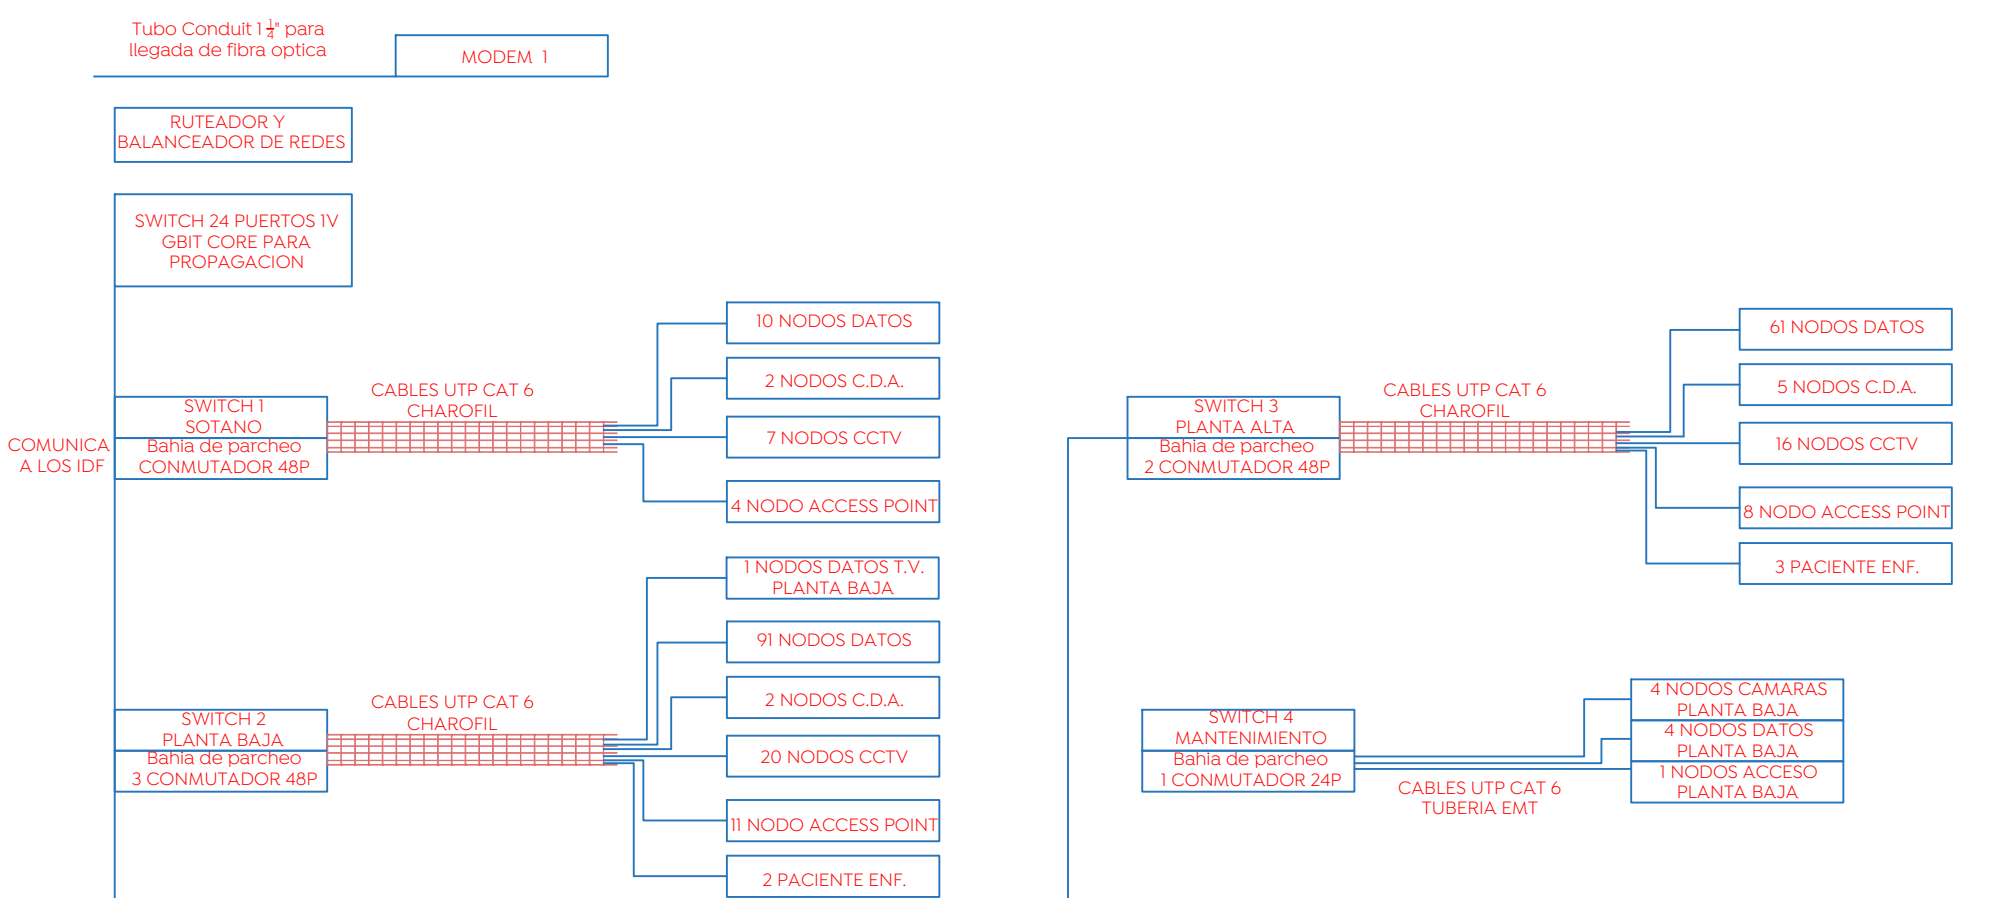 Tubo Conduit 1 1/4" para
llegada de fibra optica
MODEM 1
RUTEADOR Y
BALANCEADOR DE REDES
SWITCH 24 PUERTOS 1V
GBIT CORE PARA
PROPAGACION
COMUNICA
A LOS IDF
SWITCH 1
SOTANO
Bahia de parcheo
CONMUTADOR 48P
CABLES UTP CAT 6
CHAROFIL
10 NODOS DATOS
2 NODOS C.D.A.
7 NODOS CCTV
4 NODO ACCESS POINT
SWITCH 2
PLANTA BAJA
Bahia de parcheo
3 CONMUTADOR 48P
CABLES UTP CAT 6
CHAROFIL
1 NODOS DATOS T.V.
PLANTA BAJA
91 NODOS DATOS
2 NODOS C.D.A.
20 NODOS CCTV
11 NODO ACCESS POINT
2 PACIENTE ENF.
SWITCH 3
PLANTA ALTA
Bahia de parcheo
2 CONMUTADOR 48P
CABLES UTP CAT 6
CHAROFIL
61 NODOS DATOS
5 NODOS C.D.A.
16 NODOS CCTV
8 NODO ACCESS POINT
3 PACIENTE ENF.
SWITCH 4
MANTENIMIENTO
Bahia de parcheo
1 CONMUTADOR 24P
CABLES UTP CAT 6
TUBERIA EMT
4 NODOS CAMARAS
PLANTA BAJA
4 NODOS DATOS
PLANTA BAJA
1 NODOS ACCESO
PLANTA BAJA